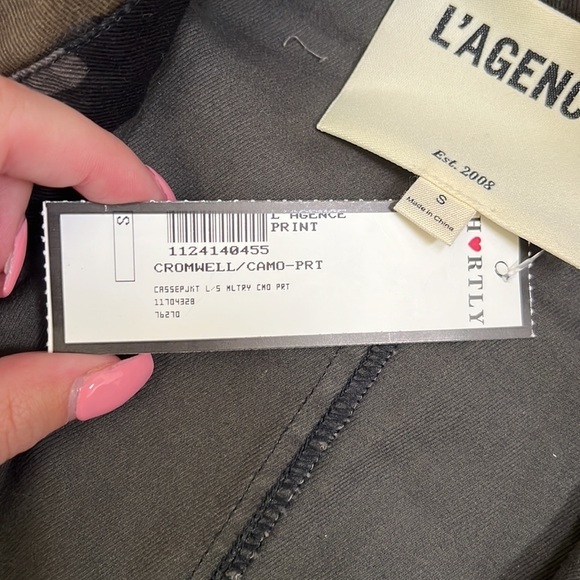 L'AGENC
Est. 2008
S
Made in China
S
L'AGENCE
PRINT
1124140455
CROMWELL/CAMO-PRT
CASSEPJKT L/S MLTRY CMO PRT
11704328
76270
H♥RTLY